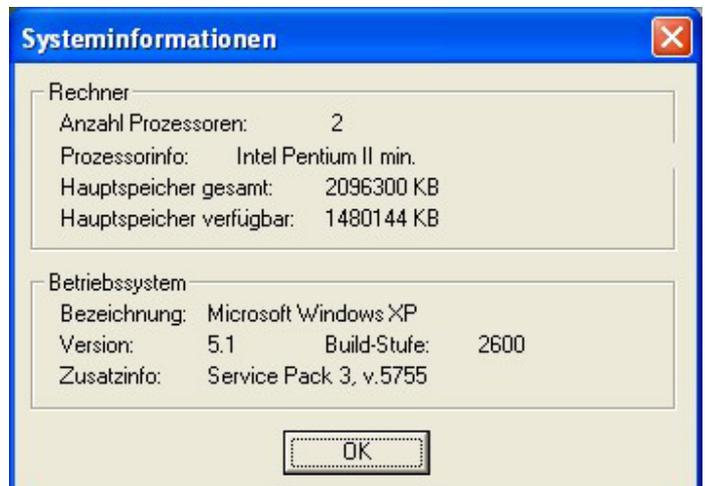 Systeminformationen
Rechner
Anzahl Prozessoren: 2
Prozessorinfo: Intel Pentium II min.
Hauptspeicher gesamt: 2096300 KB
Hauptspeicher verfügbar: 1480144 KB
Betriebssystem
Bezeichnung: Microsoft Windows XP
Version: 5.1 Build-Stufe: 2600
Zusatzinfo: Service Pack 3, v.5755
OK